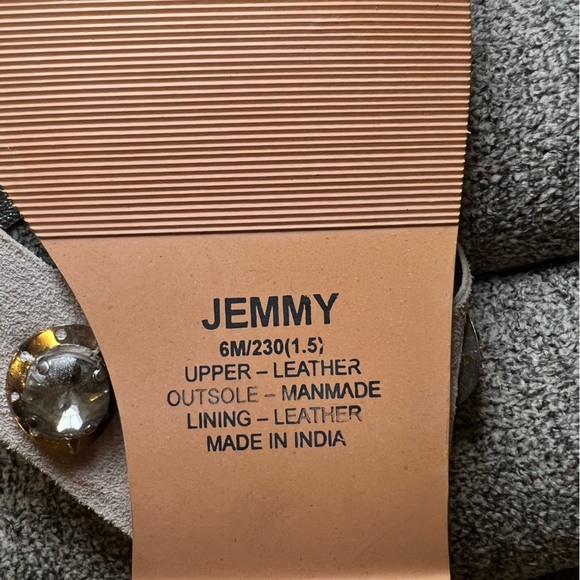 JEMMY
6M/230(1.5)
UPPER – LEATHER
OUTSOLE – MANMADE
LINING – LEATHER
MADE IN INDIA